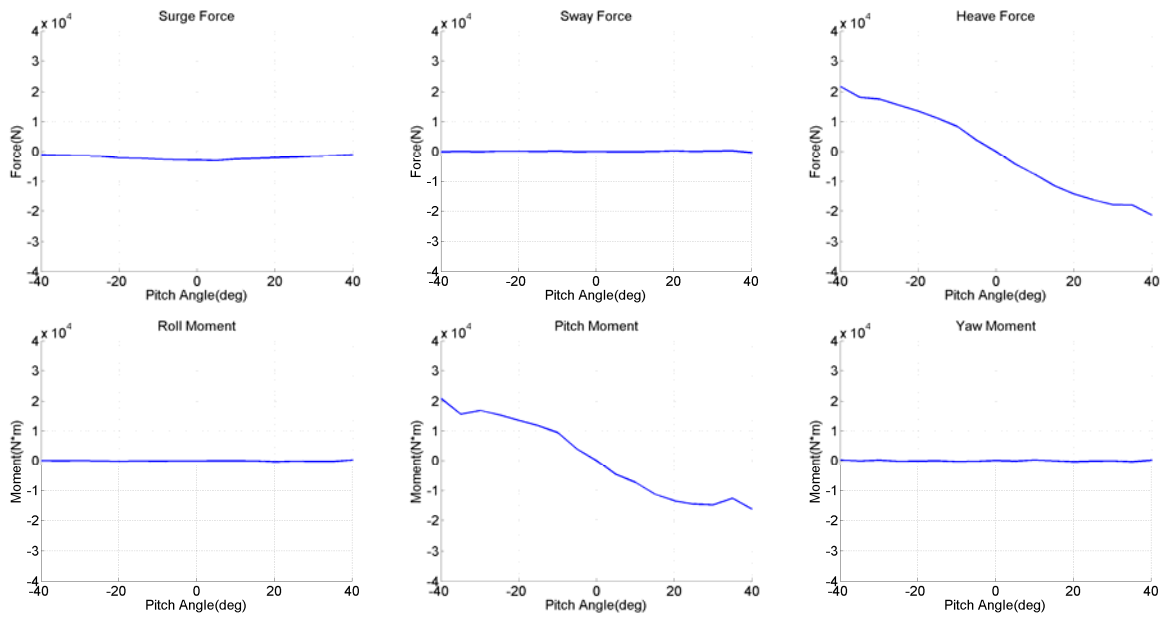 Surge Force
x 10^4
4
3
2
1
0
-1
-2
-3
-4
Force(N)
-40 -20 0 20 40
Pitch Angle(deg)
Sway Force
x 10^4
4
3
2
1
0
-1
-2
-3
-4
Force(N)
-40 -20 0 20 40
Pitch Angle(deg)
Heave Force
x 10^4
4
3
2
1
0
-1
-2
-3
-4
Force(N)
-40 -20 0 20 40
Pitch Angle(deg)
Roll Moment
x 10^4
4
3
2
1
0
-1
-2
-3
-4
Moment(N*m)
-40 -20 0 20 40
Pitch Angle(deg)
Pitch Moment
x 10^4
4
3
2
1
0
-1
-2
-3
-4
Moment(N*m)
-40 -20 0 20 40
Pitch Angle(deg)
Yaw Moment
x 10^4
4
3
2
1
0
-1
-2
-3
-4
Moment(N*m)
-40 -20 0 20 40
Pitch Angle(deg)